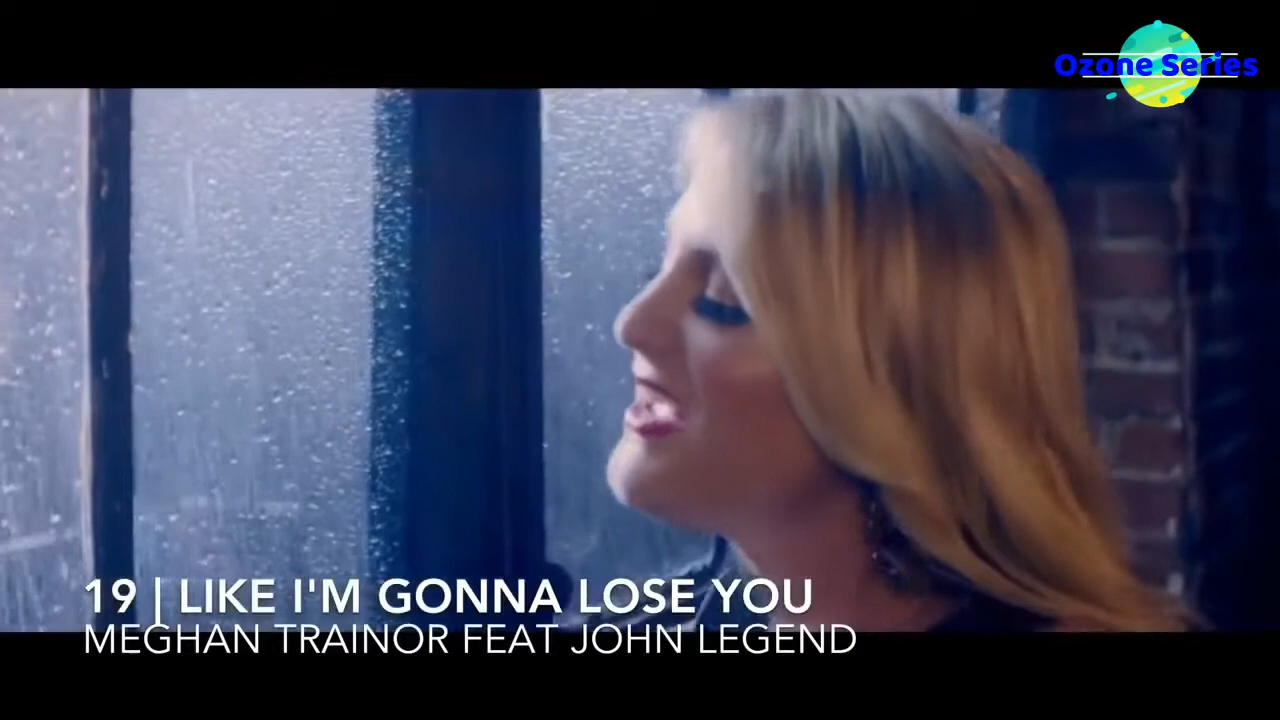 Ozone Series
19 | LIKE I'M GONNA LOSE YOU
MEGHAN TRAINOR FEAT JOHN LEGEND